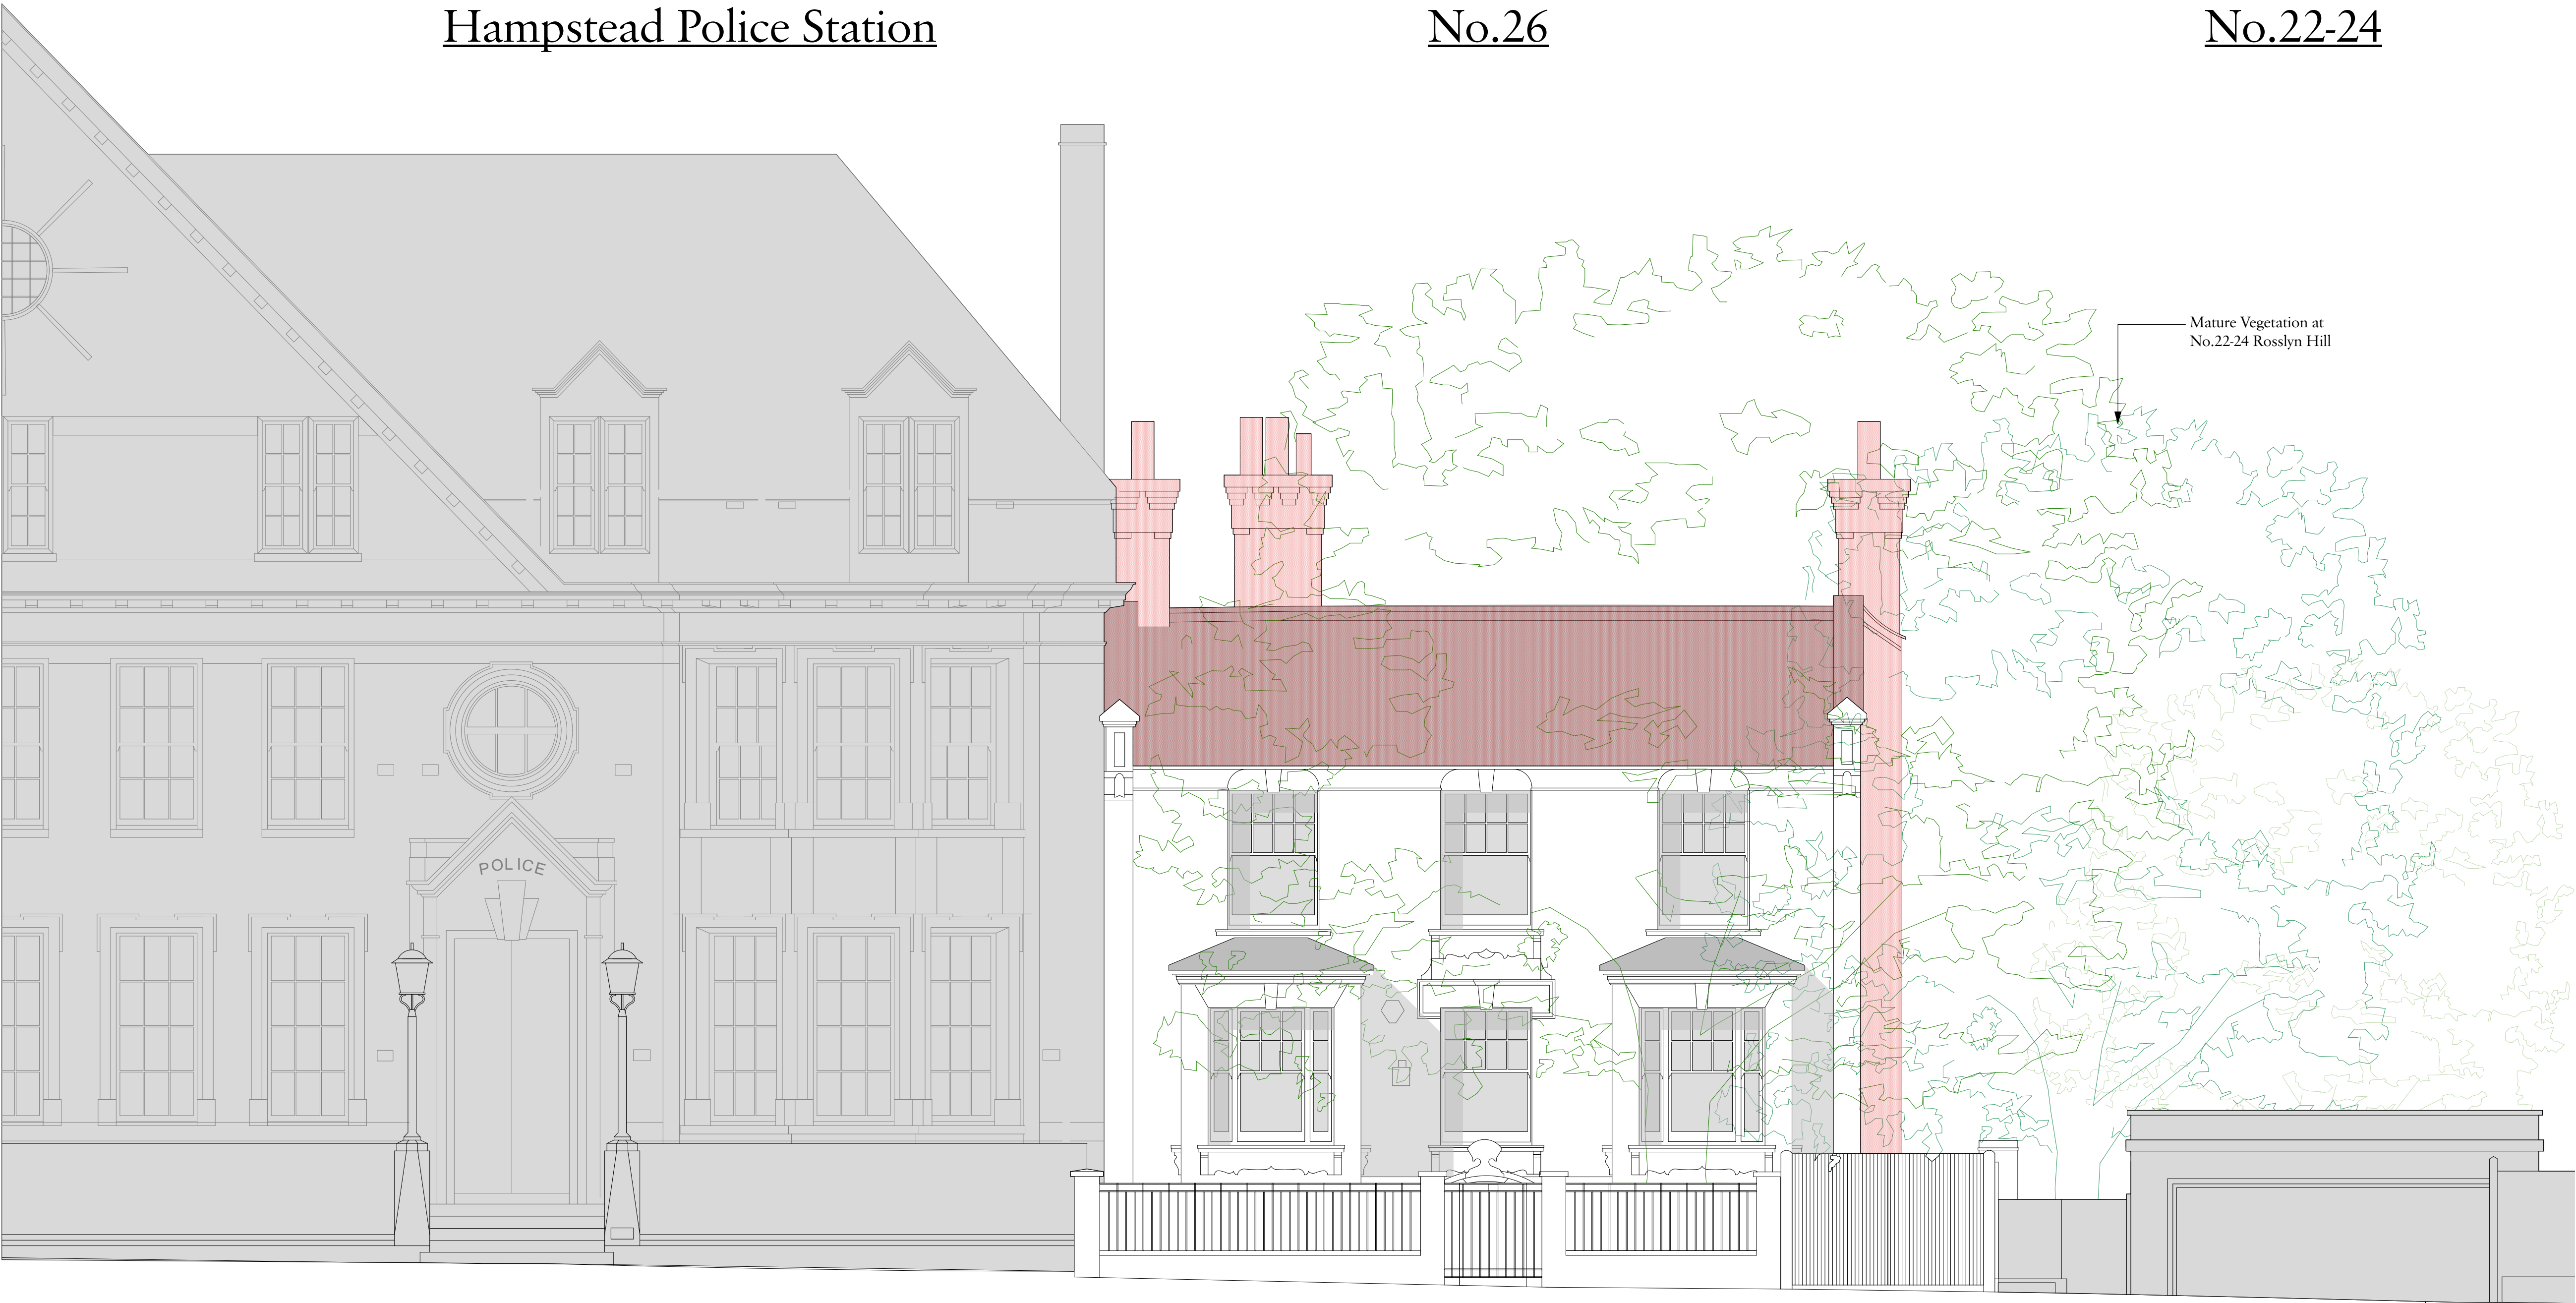 Hampstead Police Station
No.26
No.22-24
Mature Vegetation at
No.22-24 Rosslyn Hill
POLICE